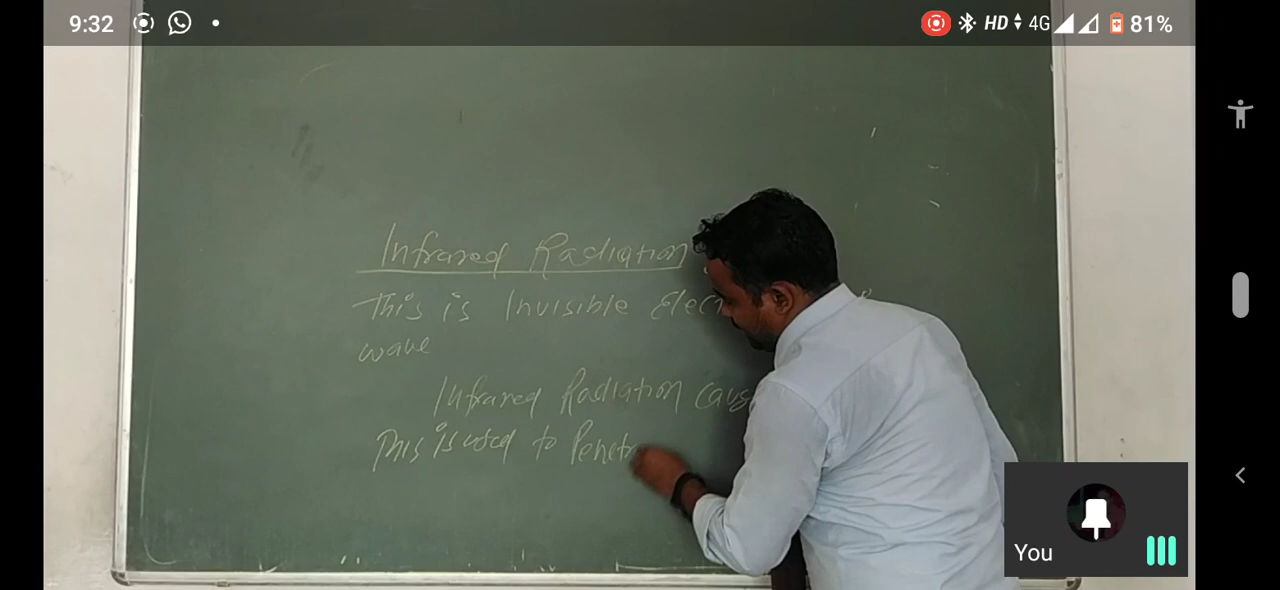 9:32 HD 4G 81%
Infrared Radiation
This is Invisible Elec
wave
Infrared Radiation Caus
This is used to Penetr
You